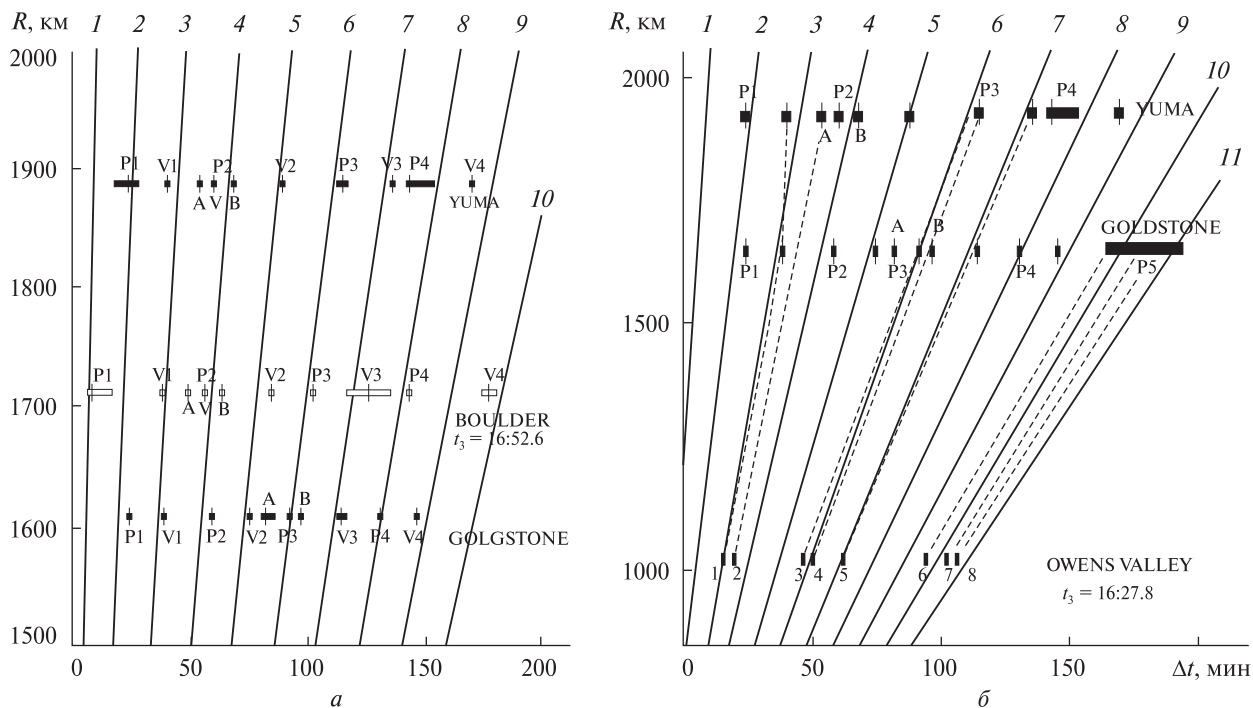 R, км 1 2 3 4 5 6 7 8 9
2000
P1 V1 P2 V2 P3 V3 P4 V4
1900
A V B YUMA
10
1800
P1 V1 P2 V2 P3 V3 P4 V4
1700
A V B
BOULDER
t₃ = 16:52.6
A B
1600
P1 V1 P2 V2 P3 V3 P4 V4 GOLGSTONE
1500
0 50 100 150 200
а
R, км 1 2 3 4 5 6 7 8 9
10
2000
P1 P2 P3 P4 YUMA
A B
11
A B GOLDSTONE
P1 P2 P3 P4 P5
1500
1000
1 2 3 4 5 6 7 8
OWENS VALLEY
t₃ = 16:27.8
0 50 100 150 Δt, мин
б